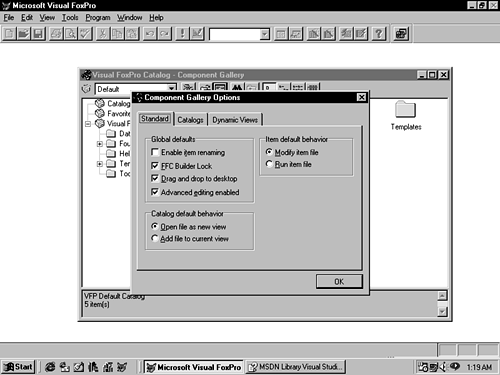 Microsoft Visual FoxPro
File Edit View Tools Program Window Help
Visual FoxPro Catalog - Component Gallery
Default
Component Gallery Options
Catalog
Favorite
Visual F
Dat
Fou
Hel
Ter
Too
Templates
Standard Catalogs Dynamic Views
Global defaults
Enable item renaming
FFC Builder Lock
Drag and drop to desktop
Advanced editing enabled
Item default behavior
Modify item file
Run item file
Catalog default behavior
Open file as new view
Add file to current view
OK
VFP Default Catalog
5 item(s)
Start Microsoft Visual FoxPro MSDN Library Visual Studi... 1:19 AM